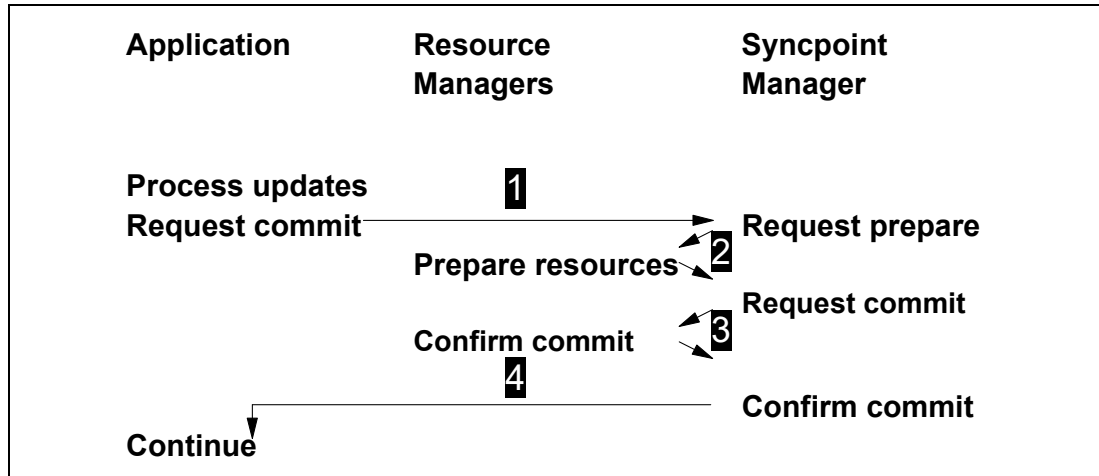 Application Resource Managers Syncpoint Manager
Process updates
1
Request commit Request prepare
2
Prepare resources
Request commit
3
Confirm commit
4
Confirm commit
Continue